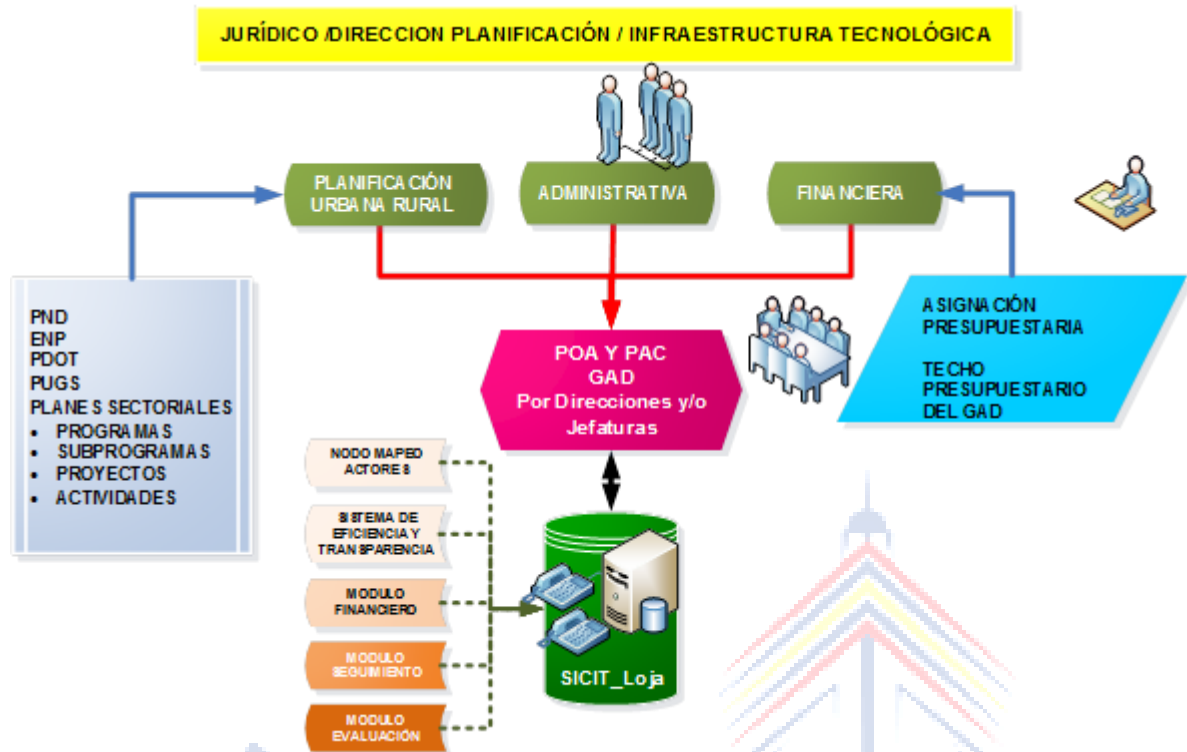 JURÍDICO /DIRECCION PLANIFICACIÓN / INFRAESTRUCTURA TECNOLÓGICA
PLANIFICACIÓN
URBANA RURAL
ADMINISTRATIVA
FINANCIERA
PND
ENP
PDOT
PUGS
PLANES SECTORIALES
• PROGRAMAS
• SUBPROGRAMAS
• PROYECTOS
• ACTIVIDADES
ASIGNACIÓN
PRESUPUESTARIA
TECHO
PRESUPUESTARIO
DEL GAD
POA Y PAC
GAD
Por Direcciones y/o
Jefaturas
NODO MAPEO
ACTORES
SISTEMA DE
EFICIENCIA Y
TRANSPARENCIA
MODULO
FINANCIERO
MODULO
SEGUIMIENTO
MODULO
EVALUACIÓN
SICIT_Loja